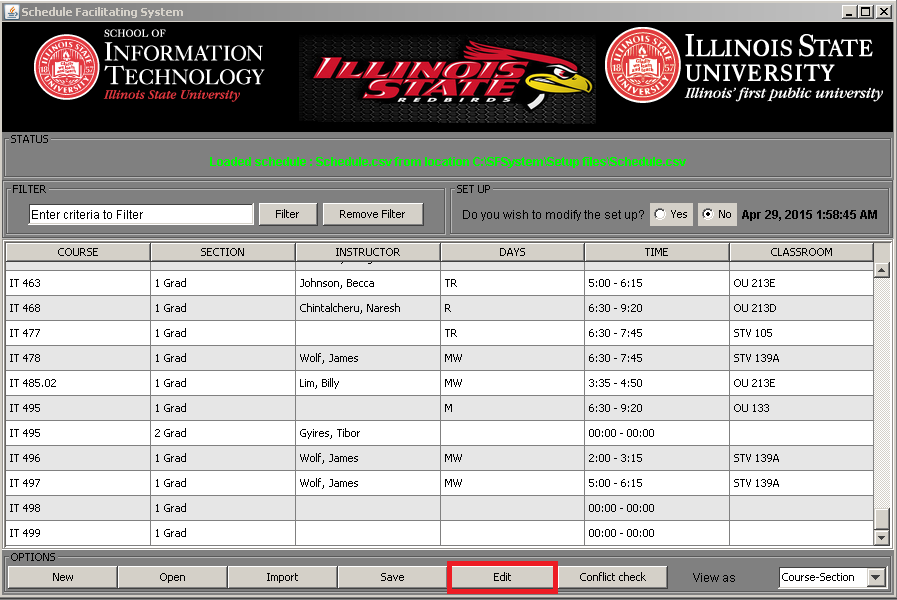 Schedule Facilitating System
SCHOOL OF
INFORMATION
TECHNOLOGY
Illinois State University
ILLINOIS
STATE
REDBIRDS
ILLINOIS STATE
UNIVERSITY
Illinois' first public university
STATUS
Loaded schedule : Schedule.csv from location C:\SFSystem\Setup files\Schedule.csv
FILTER
Enter criteria to Filter Filter Remove Filter
SET UP
Do you wish to modify the set up? Yes No Apr 29, 2015 1:58:45 AM
COURSE SECTION INSTRUCTOR DAYS TIME CLASSROOM
IT 463 1 Grad Johnson, Becca TR 5:00 - 6:15 OU 213E
IT 468 1 Grad Chintalcheru, Naresh R 6:30 - 9:20 OU 213D
IT 477 1 Grad TR 6:30 - 7:45 STV 105
IT 478 1 Grad Wolf, James MW 6:30 - 7:45 STV 139A
IT 485.02 1 Grad Lim, Billy MW 3:35 - 4:50 OU 213E
IT 495 1 Grad M 6:30 - 9:20 OU 133
IT 495 2 Grad Gyires, Tibor 00:00 - 00:00
IT 496 1 Grad Wolf, James MW 2:00 - 3:15 STV 139A
IT 497 1 Grad Wolf, James MW 5:00 - 6:15 STV 139A
IT 498 1 Grad 00:00 - 00:00
IT 499 1 Grad 00:00 - 00:00
OPTIONS
New Open Import Save Edit Conflict check View as Course-Section